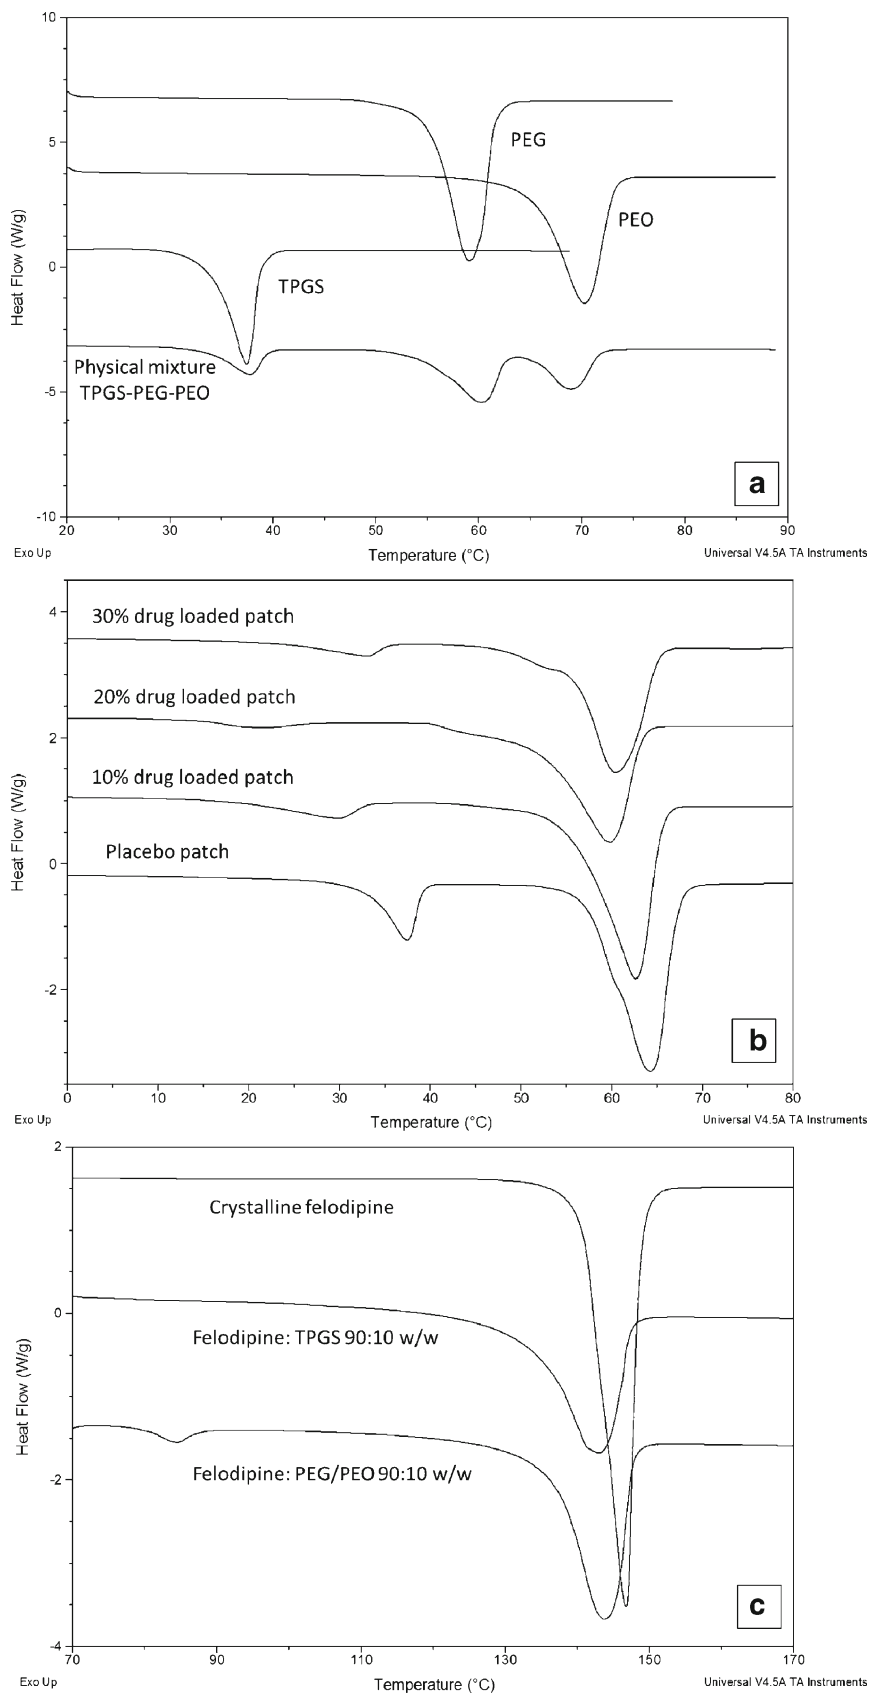 10
5
0
-5
-10
Heat Flow (W/g)
PEG
PEO
TPGS
Physical mixture
TPGS-PEG-PEO
a
20 30 40 50 60 70 80 90
Exo Up Temperature (°C) Universal V4.5A TA Instruments
4
2
0
-2
Heat Flow (W/g)
30% drug loaded patch
20% drug loaded patch
10% drug loaded patch
Placebo patch
b
0 10 20 30 40 50 60 70 80
Exo Up Temperature (°C) Universal V4.5A TA Instruments
2
0
-2
-4
Heat Flow (W/g)
Crystalline felodipine
Felodipine: TPGS 90:10 w/w
Felodipine: PEG/PEO 90:10 w/w
c
70 90 110 130 150 170
Exo Up Temperature (°C) Universal V4.5A TA Instruments